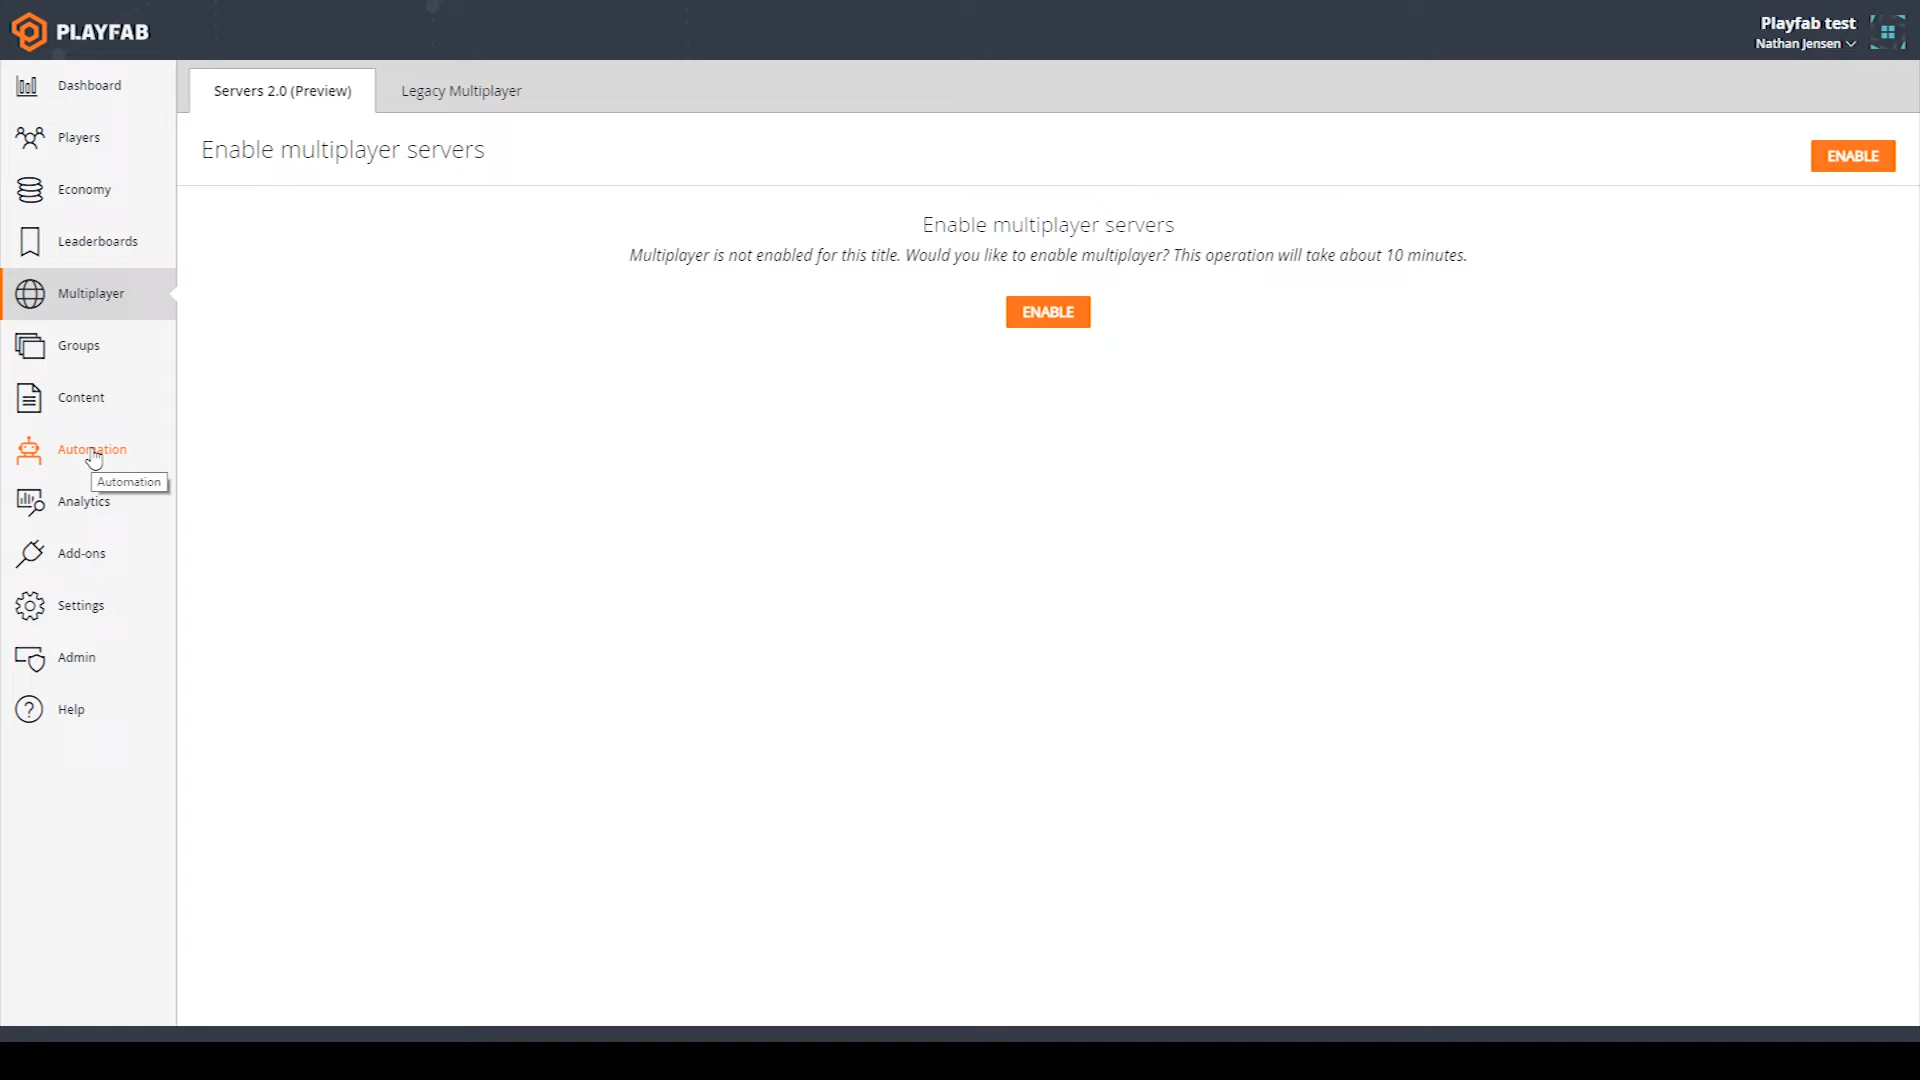 PLAYFAB
Playfab test
Nathan Jensen
Dashboard
Players
Economy
Leaderboards
Multiplayer
Groups
Content
Automation
Automation
Analytics
Add-ons
Settings
Admin
Help
Servers 2.0 (Preview)
Legacy Multiplayer
Enable multiplayer servers
ENABLE
Enable multiplayer servers
Multiplayer is not enabled for this title. Would you like to enable multiplayer? This operation will take about 10 minutes.
ENABLE